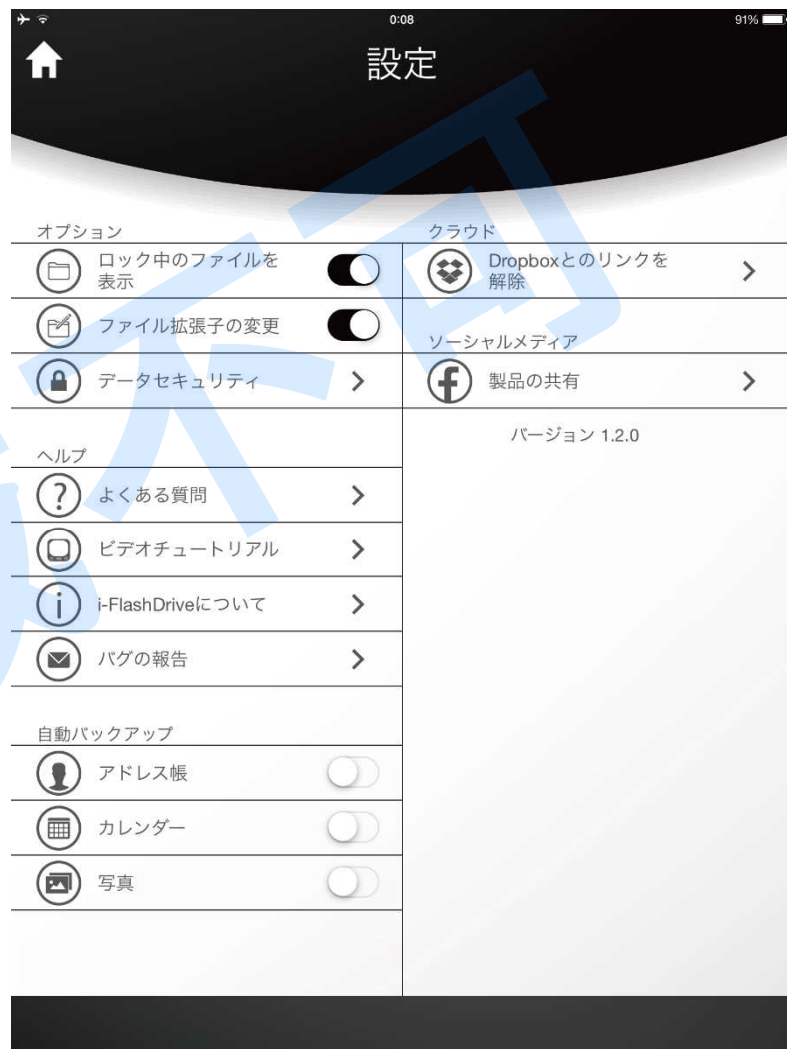 0:08
91%
設定
オプション
ロック中のファイルを
表示
ファイル拡張子の変更
データセキュリティ
ヘルプ
よくある質問
ビデオチュートリアル
i-FlashDriveについて
バグの報告
自動バックアップ
アドレス帳
カレンダー
写真
クラウド
Dropboxとのリンクを
解除
ソーシャルメディア
製品の共有
バージョン 1.2.0
不可